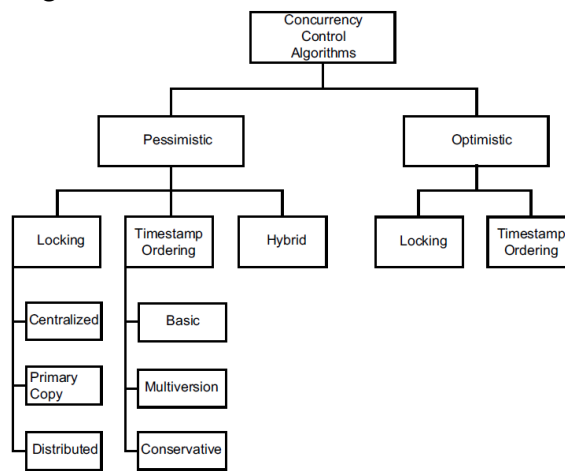 Concurrency
Control
Algorithms
Pessimistic
Optimistic
Locking
Timestamp
Ordering
Hybrid
Locking
Timestamp
Ordering
Centralized
Basic
Primary
Copy
Multiversion
Distributed
Conservative